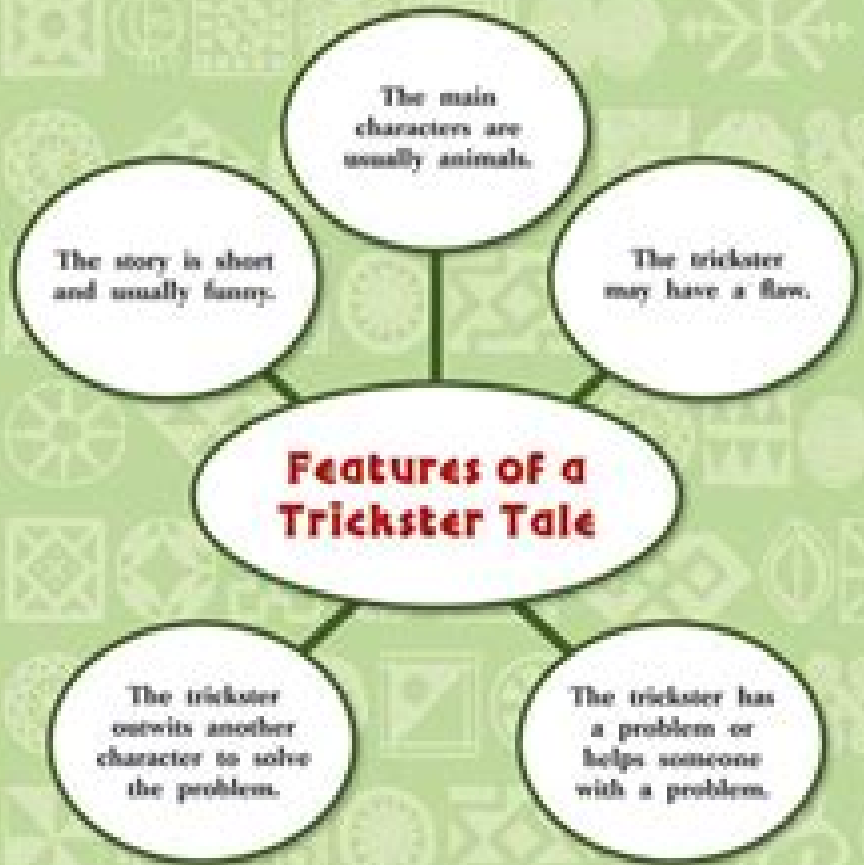 The main
characters are
usually animals.
The story is short
and usually funny.
The trickster
may have a flaw.
Features of a
Trickster Tale
The trickster
outwits another
character to solve
the problem.
The trickster has
a problem or
helps someone
with a problem.